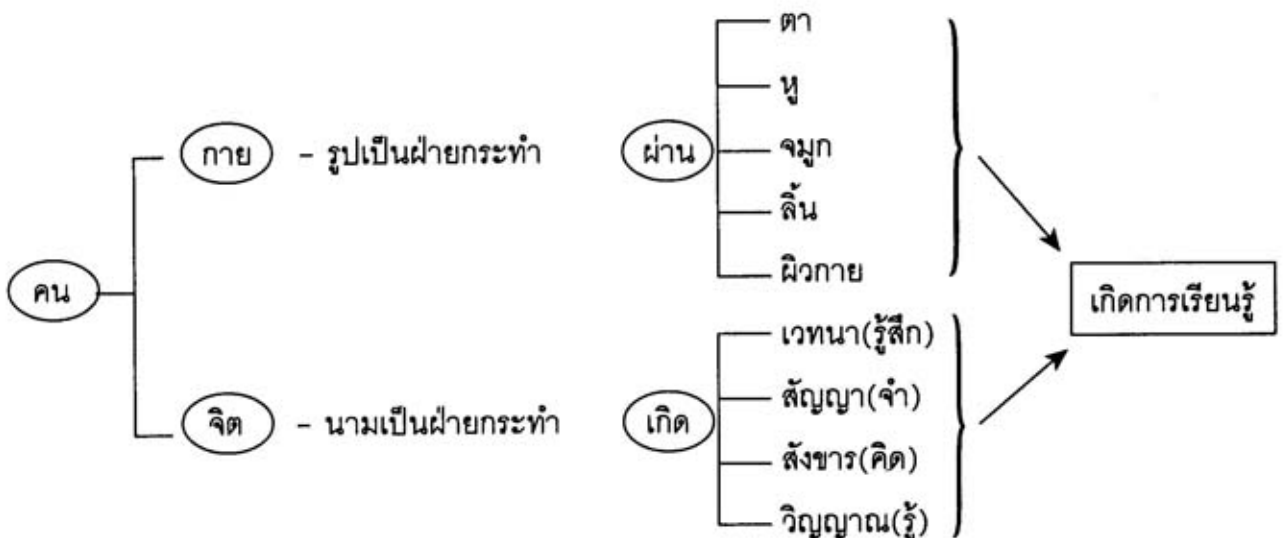 คน
กาย - รูปเป็นฝ่ายกระทำ
ผ่าน
ตา
หู
จมูก
ลิ้น
ผิวกาย
จิต - นามเป็นฝ่ายกระทำ
เกิด
เวทนา(รู้สึก)
สัญญา(จำ)
สังขาร(คิด)
วิญญาณ(รู้)
เกิดการเรียนรู้